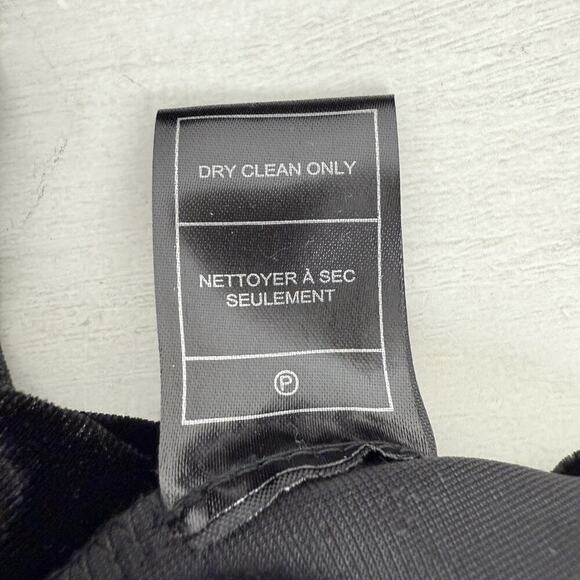 DRY CLEAN ONLY
NETTOYER À SEC
SEULEMENT
P